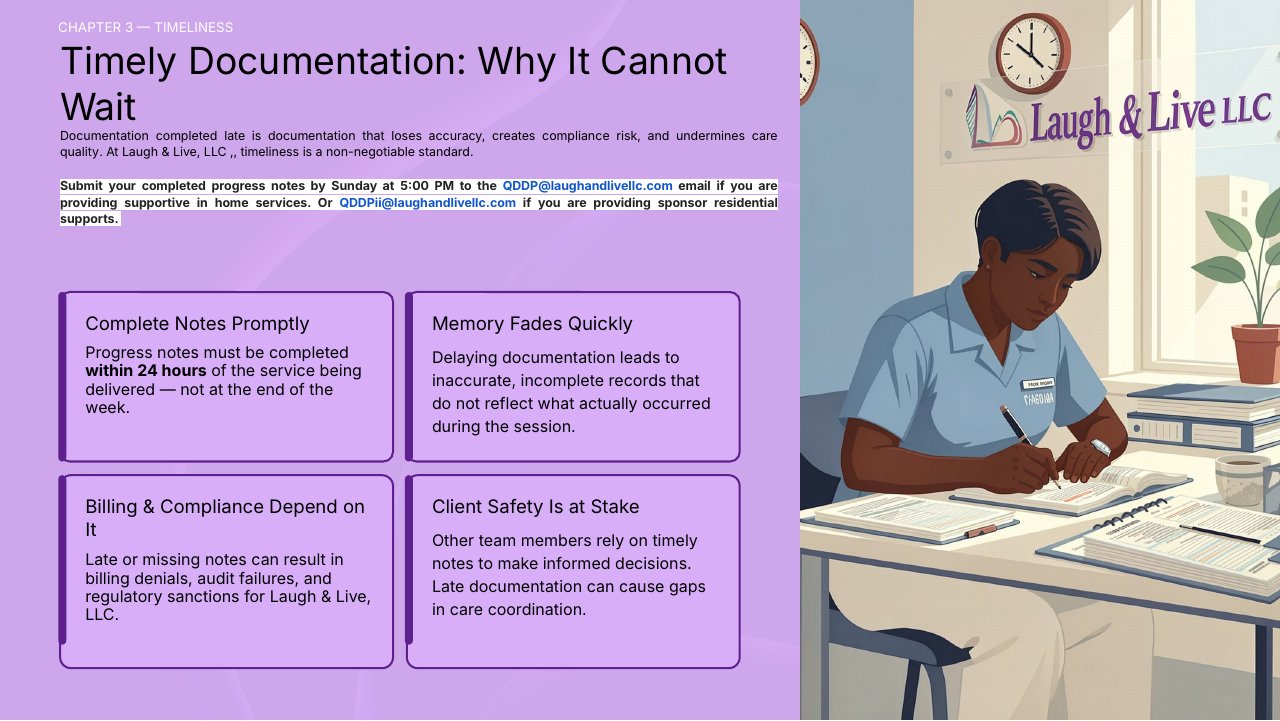 CHAPTER 3 — TIMELINESS
Timely Documentation: Why It Cannot
Wait
Documentation completed late is documentation that loses accuracy, creates compliance risk, and undermines care
quality. At Laugh & Live, LLC ,, timeliness is a non-negotiable standard.
Submit your completed progress notes by Sunday at 5:00 PM to the QDDP@laughandlivellc.com email if you are
providing supportive in home services. Or QDDPii@laughandlivellc.com if you are providing sponsor residential
supports.
Complete Notes Promptly
Progress notes must be completed
within 24 hours of the service being
delivered — not at the end of the
week.
Memory Fades Quickly
Delaying documentation leads to
inaccurate, incomplete records that
do not reflect what actually occurred
during the session.
Billing & Compliance Depend on
It
Late or missing notes can result in
billing denials, audit failures, and
regulatory sanctions for Laugh & Live,
LLC.
Client Safety Is at Stake
Other team members rely on timely
notes to make informed decisions.
Late documentation can cause gaps
in care coordination.
Laugh & Live LLC